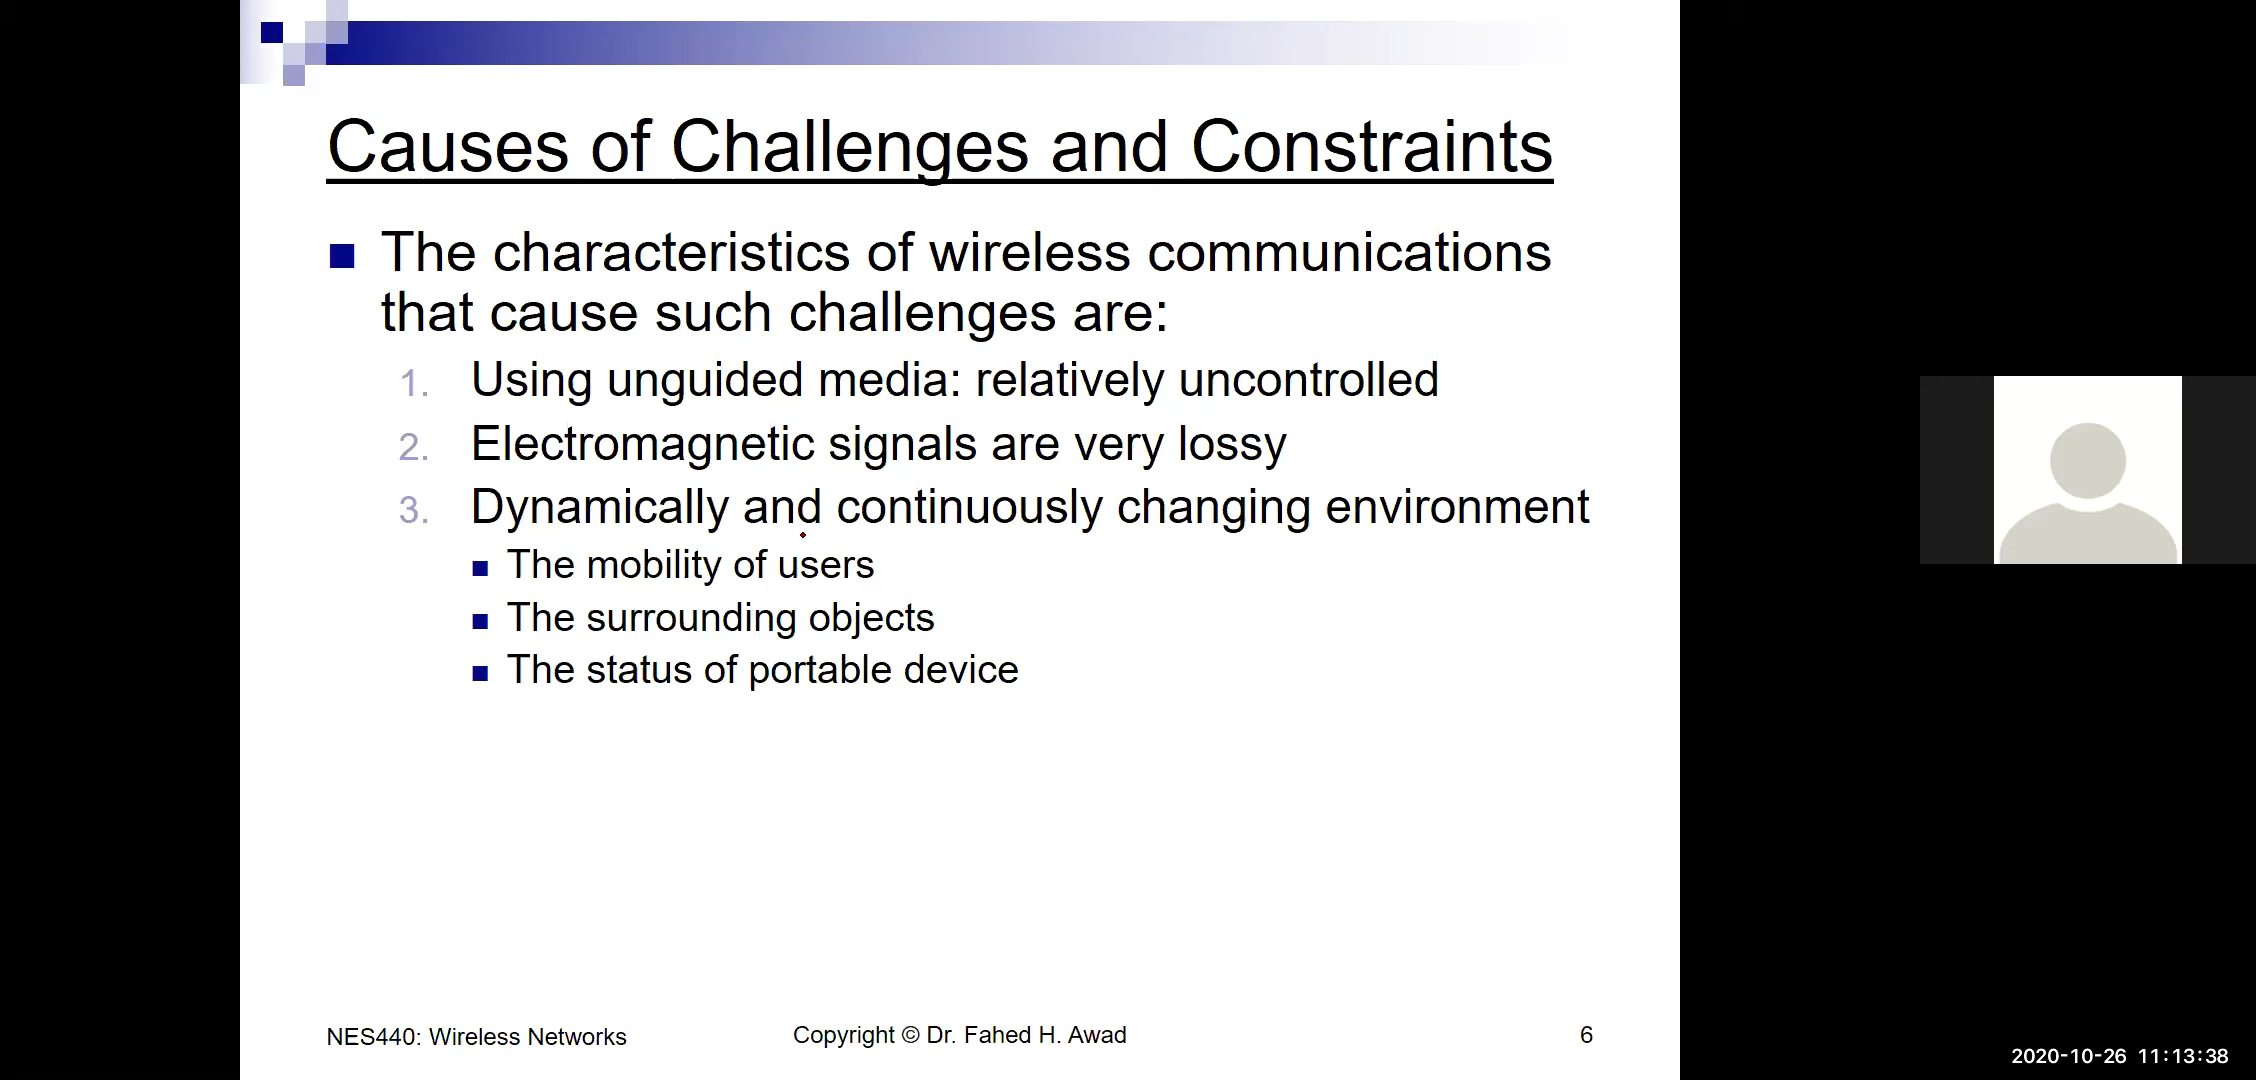 Causes of Challenges and Constraints
The characteristics of wireless communications
that cause such challenges are:
1. Using unguided media: relatively uncontrolled
2. Electromagnetic signals are very lossy
3. Dynamically and continuously changing environment
The mobility of users
The surrounding objects
The status of portable device
NES440: Wireless Networks
Copyright © Dr. Fahed H. Awad
6
2020-10-26 11:13:38